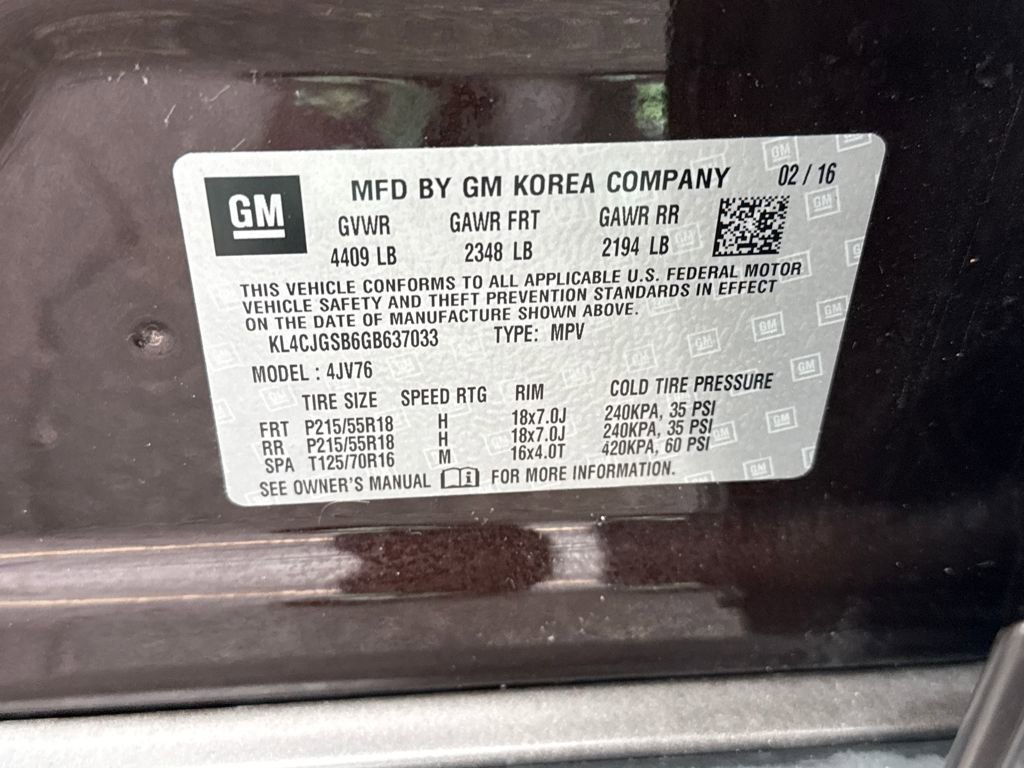 GM
MFD BY GM KOREA COMPANY 02 / 16
GVWR GAWR FRT GAWR RR
4409 LB 2348 LB 2194 LB
THIS VEHICLE CONFORMS TO ALL APPLICABLE U.S. FEDERAL MOTOR
VEHICLE SAFETY AND THEFT PREVENTION STANDARDS IN EFFECT
ON THE DATE OF MANUFACTURE SHOWN ABOVE.
KL4CJGSB6GB637033 TYPE: MPV
MODEL : 4JV76
TIRE SIZE SPEED RTG RIM COLD TIRE PRESSURE
FRT P215/55R18 H 18x7.0J 240KPA, 35 PSI
RR P215/55R18 H 18x7.0J 240KPA, 35 PSI
SPA T125/70R16 M 16x4.0T 420KPA, 60 PSI
SEE OWNER'S MANUAL FOR MORE INFORMATION.